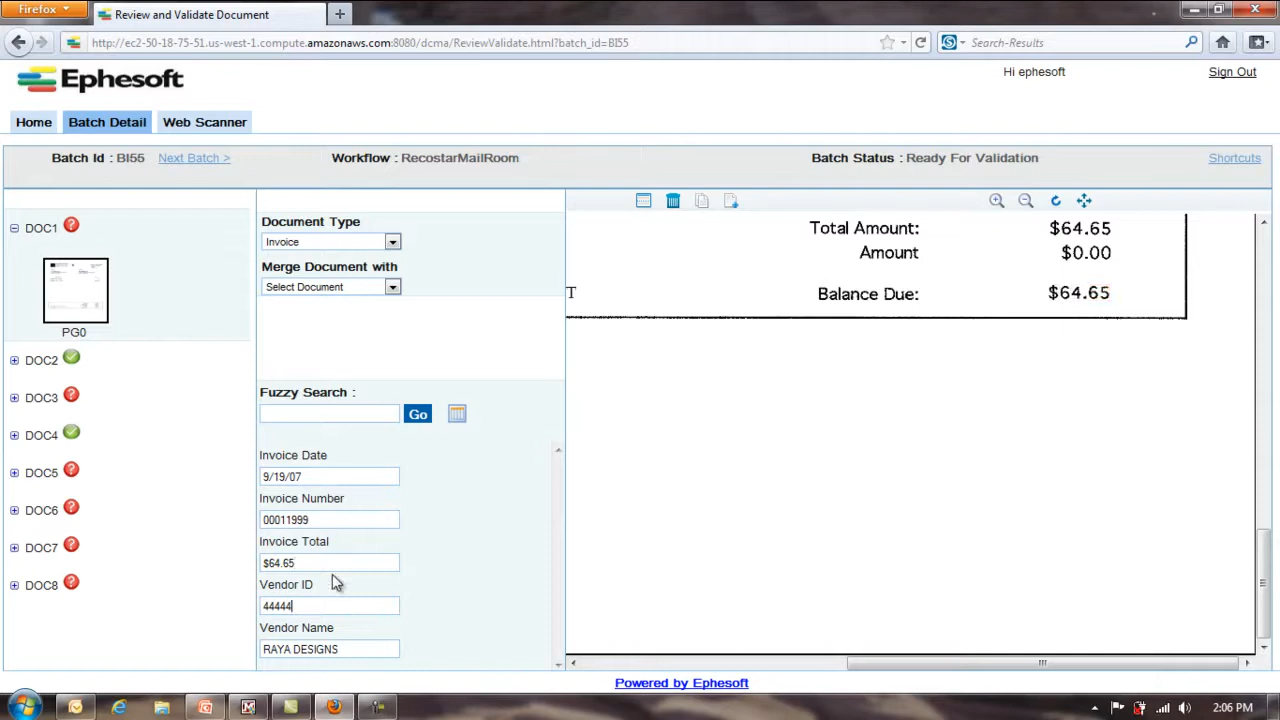 Firefox
Review and Validate Document
http://ec2-50-18-75-51.us-west-1.compute.amazonaws.com:8080/dcma/ReviewValidate.html?batch_id=BI55
Search-Results
Ephesoft
Hi ephesoft
Sign Out
Home
Batch Detail
Web Scanner
Batch Id : BI55
Next Batch >
Workflow : RecostarMailRoom
Batch Status : Ready For Validation
Shortcuts
DOC1
PG0
DOC2
DOC3
DOC4
DOC5
DOC6
DOC7
DOC8
Document Type
Invoice
Merge Document with
Select Document
Fuzzy Search :
Go
Invoice Date
9/19/07
Invoice Number
00011999
Invoice Total
$64.65
Vendor ID
44444
Vendor Name
RAYA DESIGNS
Total Amount: $64.65
Amount $0.00
T Balance Due: $64.65
Powered by Ephesoft
2:06 PM